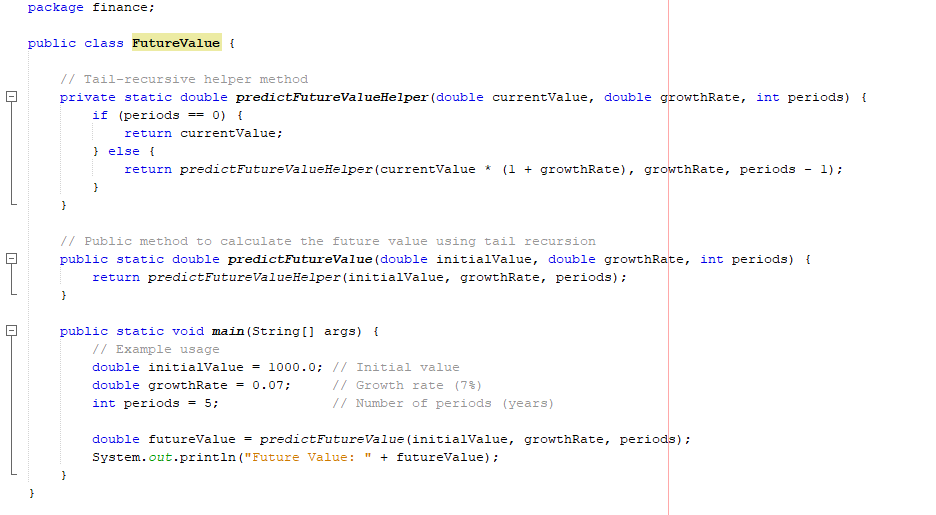 package finance;

public class FutureValue {

    // Tail-recursive helper method
    private static double predictFutureValueHelper(double currentValue, double growthRate, int periods) {
        if (periods == 0) {
            return currentValue;
        } else {
            return predictFutureValueHelper(currentValue * (1 + growthRate), growthRate, periods - 1);
        }
    }

    // Public method to calculate the future value using tail recursion
    public static double predictFutureValue(double initialValue, double growthRate, int periods) {
        return predictFutureValueHelper(initialValue, growthRate, periods);
    }

    public static void main(String[] args) {
        // Example usage
        double initialValue = 1000.0; // Initial value
        double growthRate = 0.07;     // Growth rate (7%)
        int periods = 5;              // Number of periods (years)

        double futureValue = predictFutureValue(initialValue, growthRate, periods);
        System.out.println("Future Value: " + futureValue);
    }
}